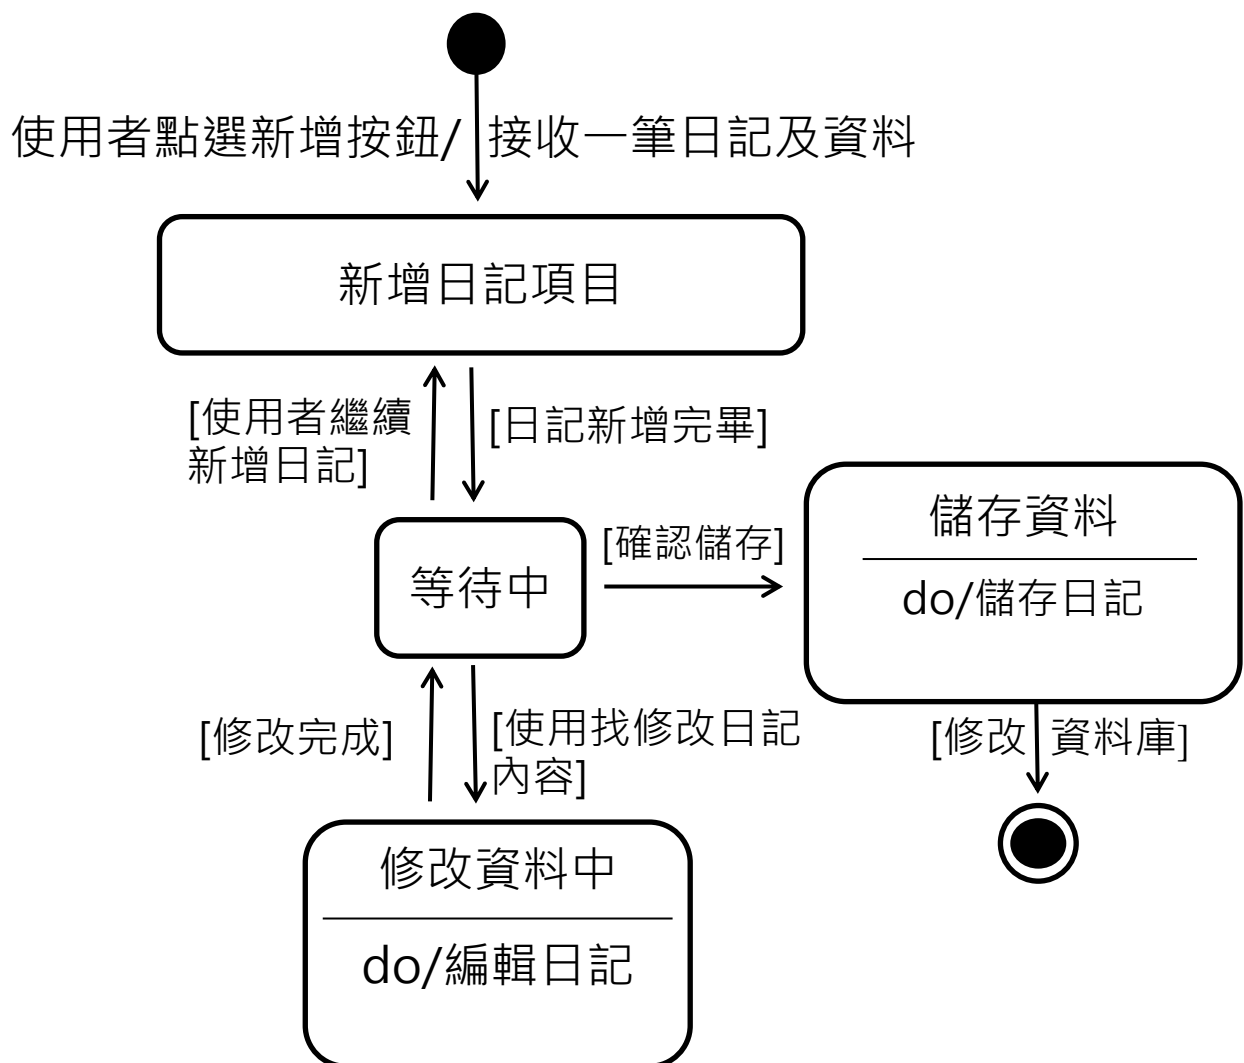 使用者點選新增按鈕/ 接收一筆日記及資料
新增日記項目
[使用者繼續
新增日記]
[日記新增完畢]
等待中
[確認儲存]
儲存資料
do/儲存日記
[修改完成]
[使用找修改日記
內容]
[修改 資料庫]
修改資料中
do/編輯日記